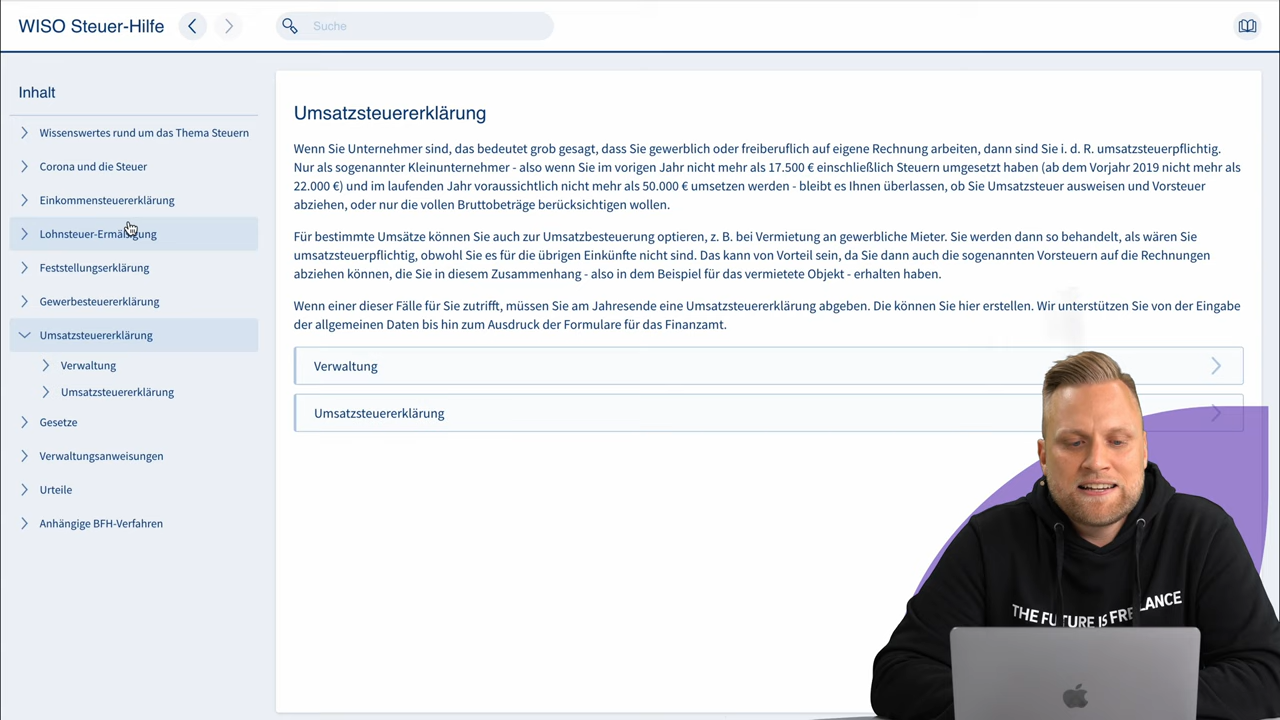 WISO Steuer-Hilfe
Suche
Inhalt
Wissenswertes rund um das Thema Steuern
Corona und die Steuer
Einkommensteuererklärung
Lohnsteuer-Ermäßigung
Feststellungserklärung
Gewerbesteuererklärung
Umsatzsteuererklärung
Verwaltung
Umsatzsteuererklärung
Gesetze
Verwaltungsanweisungen
Urteile
Anhängige BFH-Verfahren
Umsatzsteuererklärung
Wenn Sie Unternehmer sind, das bedeutet grob gesagt, dass Sie gewerblich oder freiberuflich auf eigene Rechnung arbeiten, dann sind Sie i. d. R. umsatzsteuerpflichtig.
Nur als sogenannter Kleinunternehmer - also wenn Sie im vorigen Jahr nicht mehr als 17.500 € einschließlich Steuern umgesetzt haben (ab dem Vorjahr 2019 nicht mehr als
22.000 €) und im laufenden Jahr voraussichtlich nicht mehr als 50.000 € umsetzen werden - bleibt es Ihnen überlassen, ob Sie Umsatzsteuer ausweisen und Vorsteuer
abziehen, oder nur die vollen Bruttobeträge berücksichtigen wollen.
Für bestimmte Umsätze können Sie auch zur Umsatzbesteuerung optieren, z. B. bei Vermietung an gewerbliche Mieter. Sie werden dann so behandelt, als wären Sie
umsatzsteuerpflichtig, obwohl Sie es für die übrigen Einkünfte nicht sind. Das kann von Vorteil sein, da Sie dann auch die sogenannten Vorsteuern auf die Rechnungen
abziehen können, die Sie in diesem Zusammenhang - also in dem Beispiel für das vermietete Objekt - erhalten haben.
Wenn einer dieser Fälle für Sie zutrifft, müssen Sie am Jahresende eine Umsatzsteuererklärung abgeben. Die können Sie hier erstellen. Wir unterstützen Sie von der Eingabe
der allgemeinen Daten bis hin zum Ausdruck der Formulare für das Finanzamt.
Verwaltung
Umsatzsteuererklärung
THE FUTURE IS FREELANCE